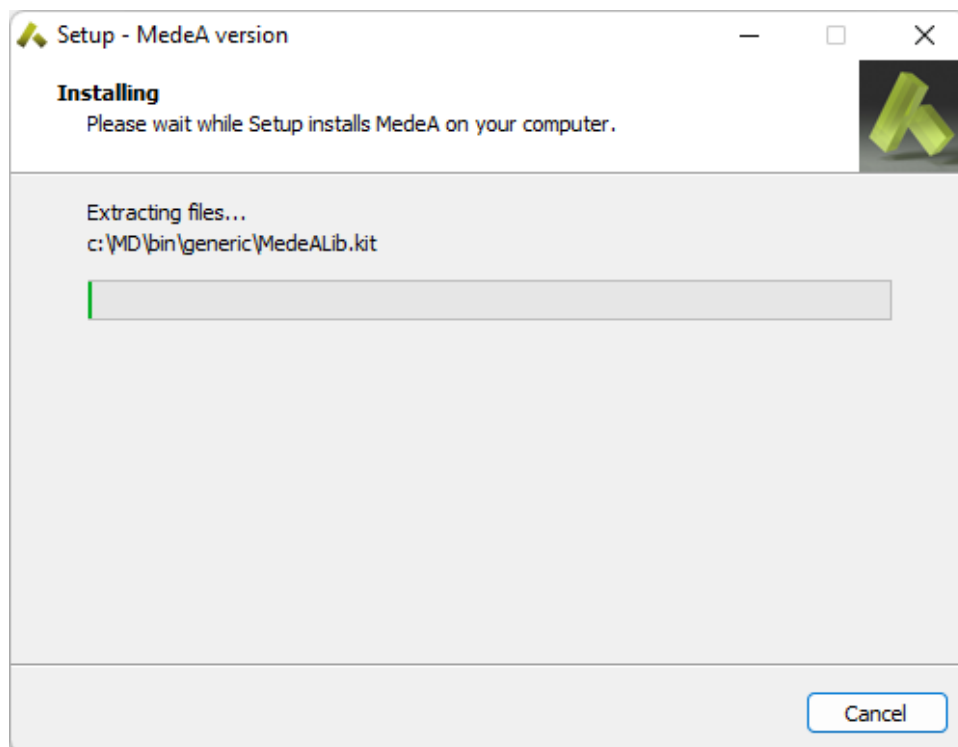 Setup - MedeA version
Installing
Please wait while Setup installs MedeA on your computer.
Extracting files...
c:\MD\bin\generic\MedeALib.kit
Cancel